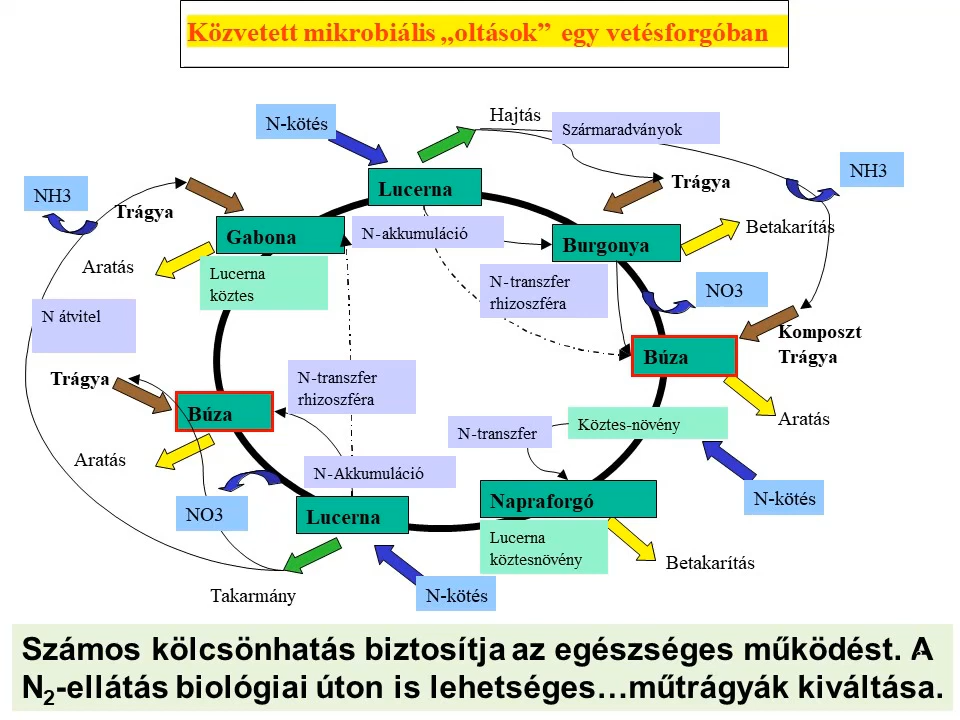 Közvetett mikrobiális „oltások” egy vetésforgóban
Hajtás
N-kötés
Származadványok
NH3
Lucerna
Trágya
NH3
Trágya
Gabona
N-akkumuláció
Burgonya
Betakarítás
Aratás
Lucerna
köztes
N-transzfer
rhizoszféra
NO3
N átvitel
Komposzt
Trágya
Búza
Trágya
N-transzfer
rhizoszféra
Búza
Aratás
Köztes-növény
N-transzfer
Aratás
N-Akkumuláció
N-kötés
NO3
Lucerna
Napraforgó
Lucerna
köztesnövény
Betakarítás
Takarmány
N-kötés
Számos kölcsönhatás biztosítja az egészséges működést. A
N2-ellátás biológiai úton is lehetséges…műtrágyák kiváltása.